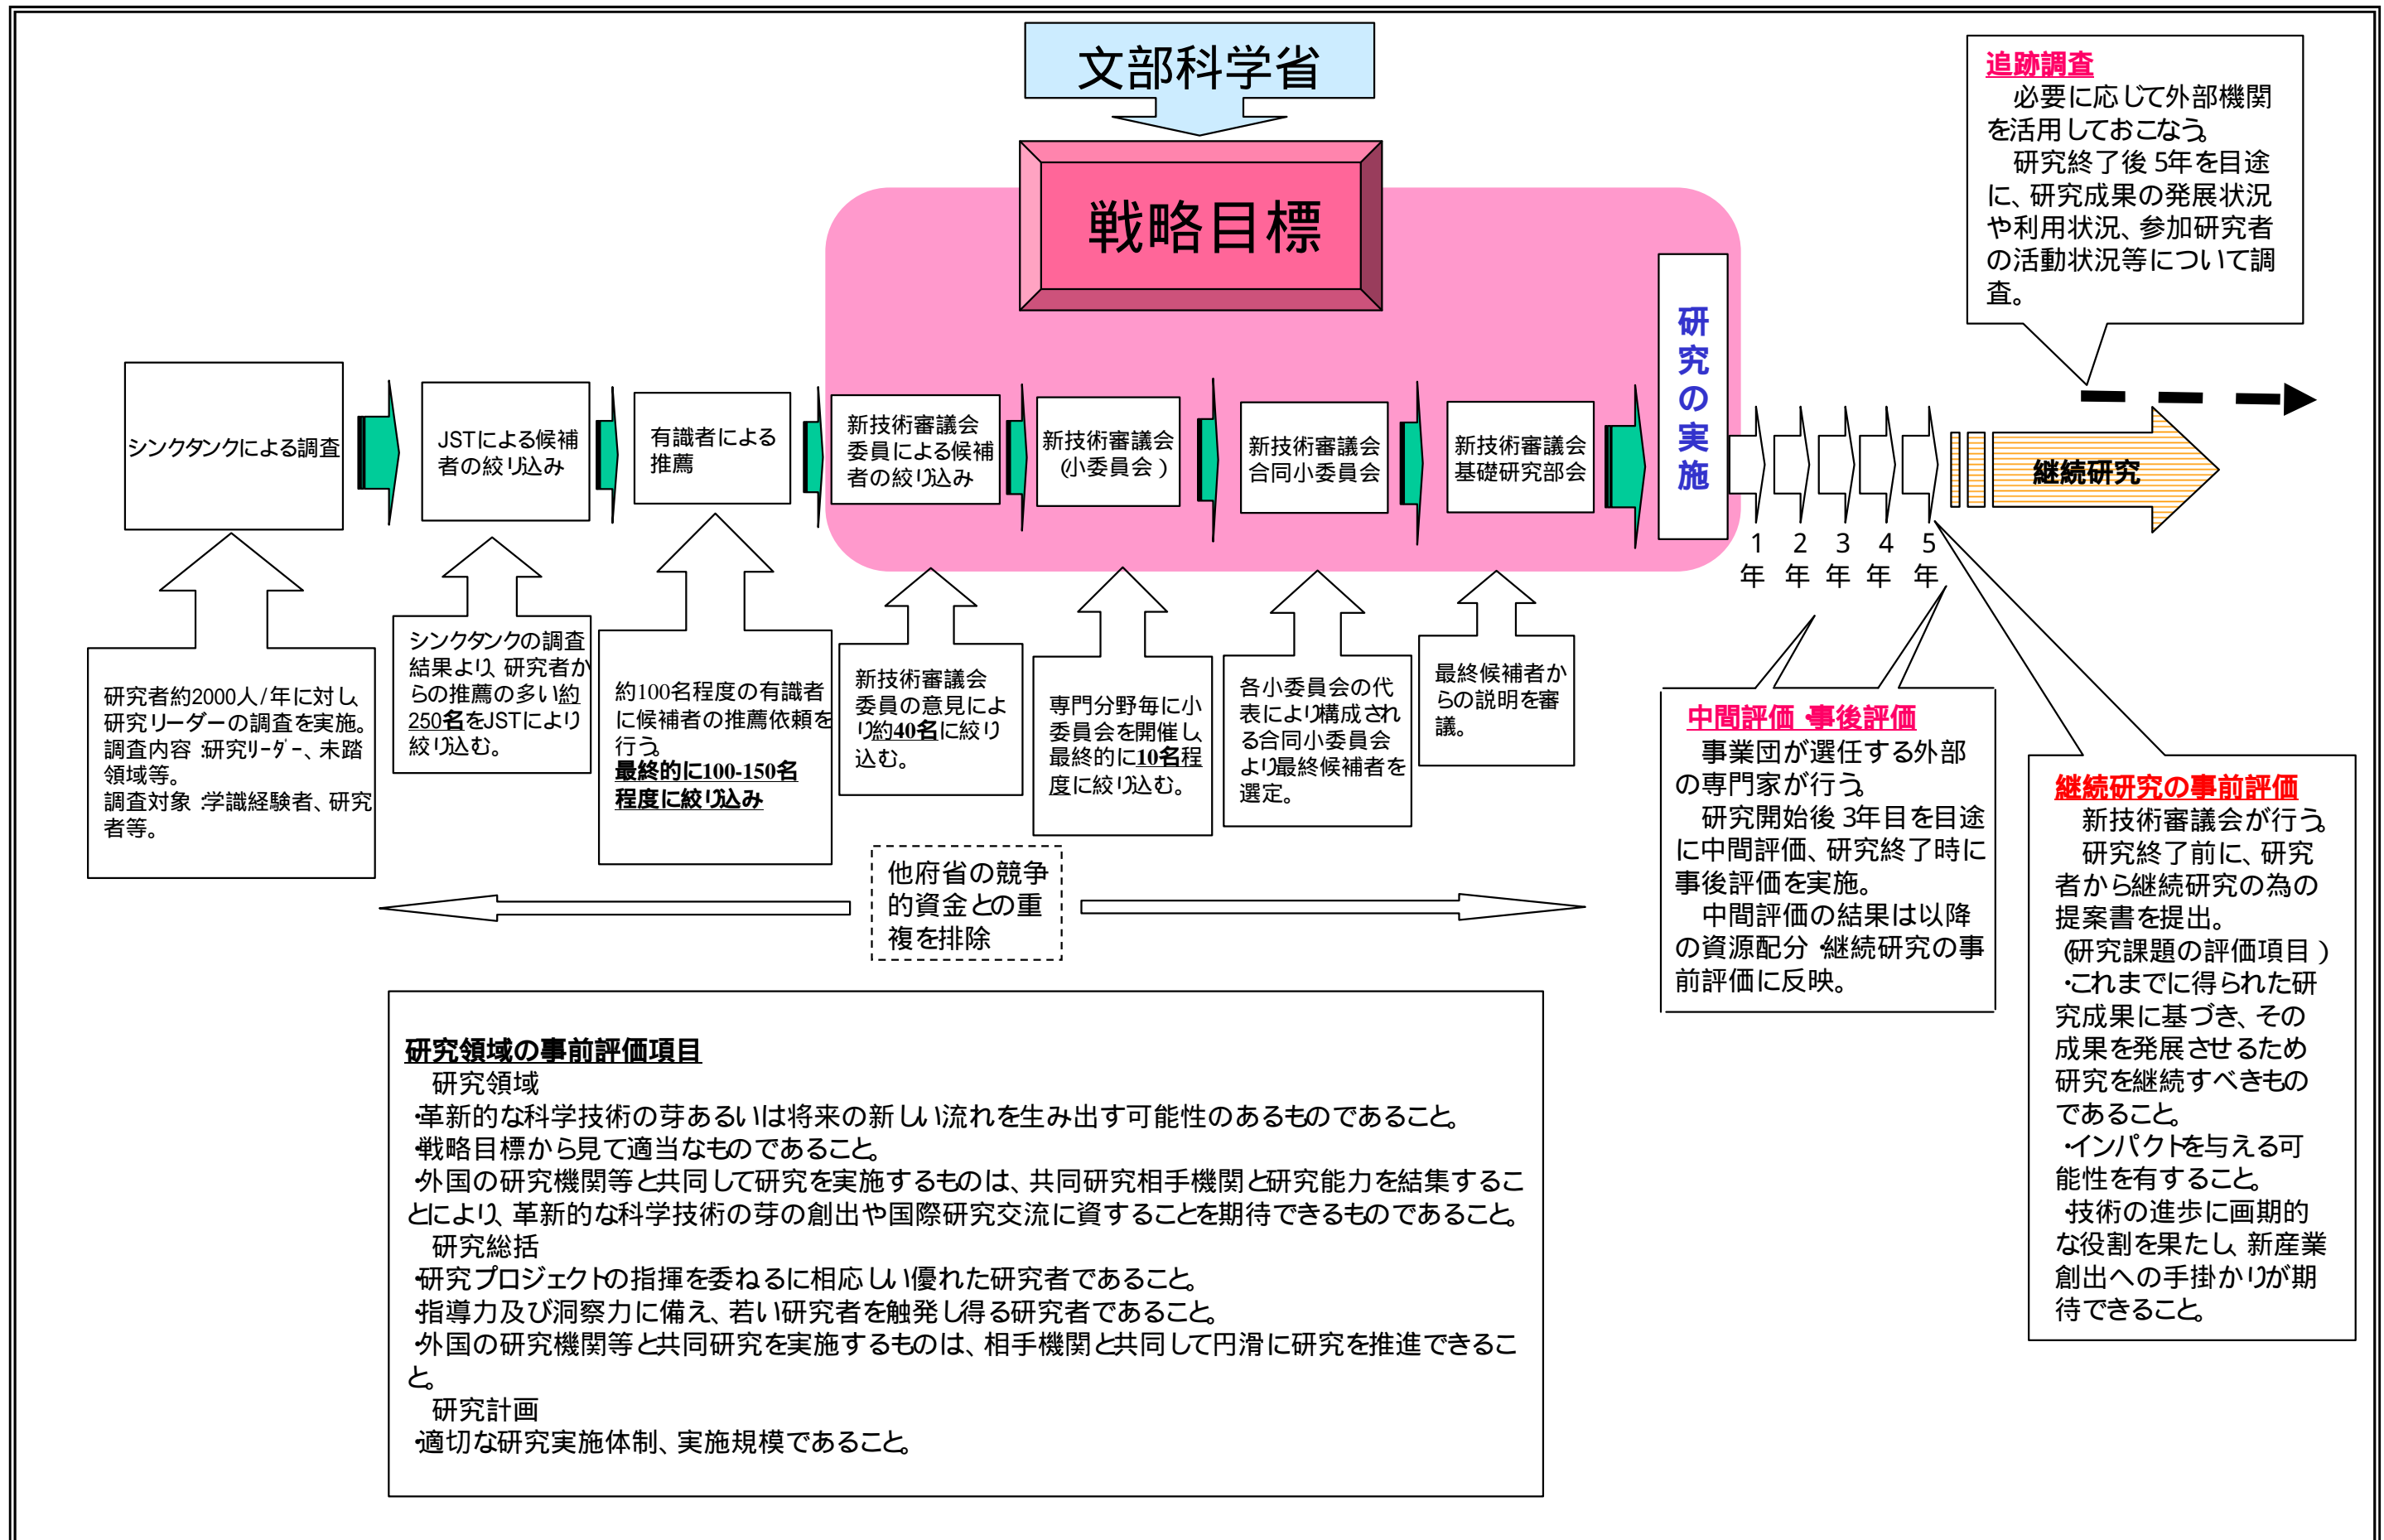 文部科学省
戦略目標
追跡調査
必要に応じて外部機関
を活用しておこなう。
研究終了後5年を目途
に、研究成果の発展状況
や利用状況、参加研究者
の活動状況等について調
査。
シンクタンクによる調査
JSTによる候補
者の絞り込み
有識者による
推薦
新技術審議会
委員による候補
者の絞り込み
新技術審議会
(小委員会)
新技術審議会
合同小委員会
新技術審議会
基礎研究部会
研究の実施
1年
2年
3年
4年
5年
継続研究
研究者約2000人/年に対し、
研究リーダーの調査を実施。
調査内容:研究ﾘｰﾀﾞｰ、未踏
領域等。
調査対象:学識経験者、研究
者等。
シンクタンクの調査
結果より、研究者か
らの推薦の多い約
250名をJSTにより
絞り込む。
約100名程度の有識者
に候補者の推薦依頼を
行う。
最終的に100-150名
程度に絞り込み
新技術審議会
委員の意見によ
り約40名に絞り
込む。
専門分野毎に小
委員会を開催し、
最終的に10名程
度に絞り込む。
各小委員会の代
表により構成され
る合同小委員会
より最終候補者を
選定。
最終候補者か
らの説明を審
議。
他府省の競争
的資金との重
複を排除
中間評価・事後評価
事業団が選任する外部
の専門家が行う。
研究開始後3年目を目途
に中間評価、研究終了時に
事後評価を実施。
中間評価の結果は以降
の資源配分・継続研究の事
前評価に反映。
継続研究の事前評価
新技術審議会が行う。
研究終了前に、研究
者から継続研究の為の
提案書を提出。
(研究課題の評価項目)
・これまでに得られた研
究成果に基づき、その
成果を発展させるため
研究を継続すべきもの
であること。
・インパクトを与える可
能性を有すること。
・技術の進歩に画期的
な役割を果たし、新産業
創出への手掛かりが期
待できること。
研究領域の事前評価項目
研究領域
・革新的な科学技術の芽あるいは将来の新しい流れを生み出す可能性のあるものであること。
・戦略目標から見て適当なものであること。
・外国の研究機関等と共同して研究を実施するものは、共同研究相手機関と研究能力を結集するこ
とにより、革新的な科学技術の芽の創出や国際研究交流に資することを期待できるものであること。
研究総括
・研究プロジェクトの指揮を委ねるに相応しい優れた研究者であること。
・指導力及び洞察力に備え、若い研究者を触発し得る研究者であること。
・外国の研究機関等と共同研究を実施するものは、相手機関と共同して円滑に研究を推進できるこ
と。
研究計画
・適切な研究実施体制、実施規模であること。